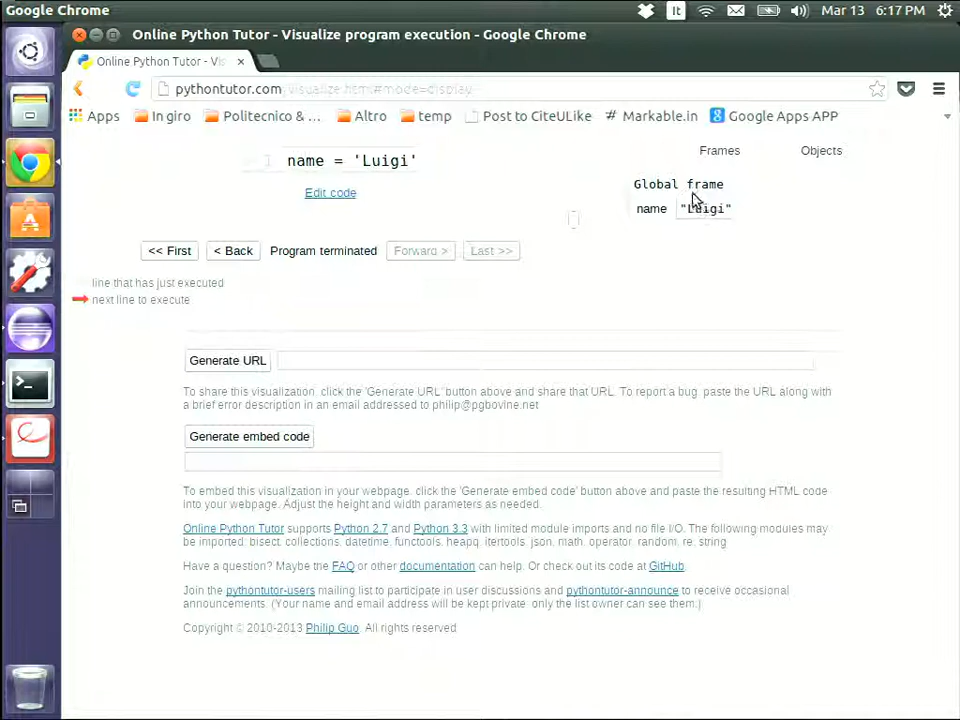 Google Chrome
It
Mar 13
6:17 PM
Online Python Tutor - Visualize program execution - Google Chrome
Online Python Tutor - Vis
pythontutor.com/visualize.html#mode=display
Apps
In giro
Politecnico & ...
Altro
temp
Post to CiteULike
# Markable.in
Google Apps APP
1 name = 'Luigi'
Edit code
Frames
Objects
Global frame
name "Luigi"
<< First
< Back
Program terminated
Forward >
Last >>
line that has just executed
next line to execute
Generate URL
To share this visualization, click the 'Generate URL' button above and share that URL. To report a bug, paste the URL along with
a brief error description in an email addressed to philip@pgbovine.net
Generate embed code
To embed this visualization in your webpage, click the 'Generate embed code' button above and paste the resulting HTML code
into your webpage. Adjust the height and width parameters as needed.
Online Python Tutor supports Python 2.7 and Python 3.3 with limited module imports and no file I/O. The following modules may
be imported: bisect, collections, datetime, functools, heapq, itertools, json, math, operator, random, re, string
Have a question? Maybe the FAQ or other documentation can help. Or check out its code at GitHub.
Join the pythontutor-users mailing list to participate in user discussions and pythontutor-announce to receive occasional
announcements. (Your name and email address will be kept private; only the list owner can see them.)
Copyright © 2010-2013 Philip Guo. All rights reserved.